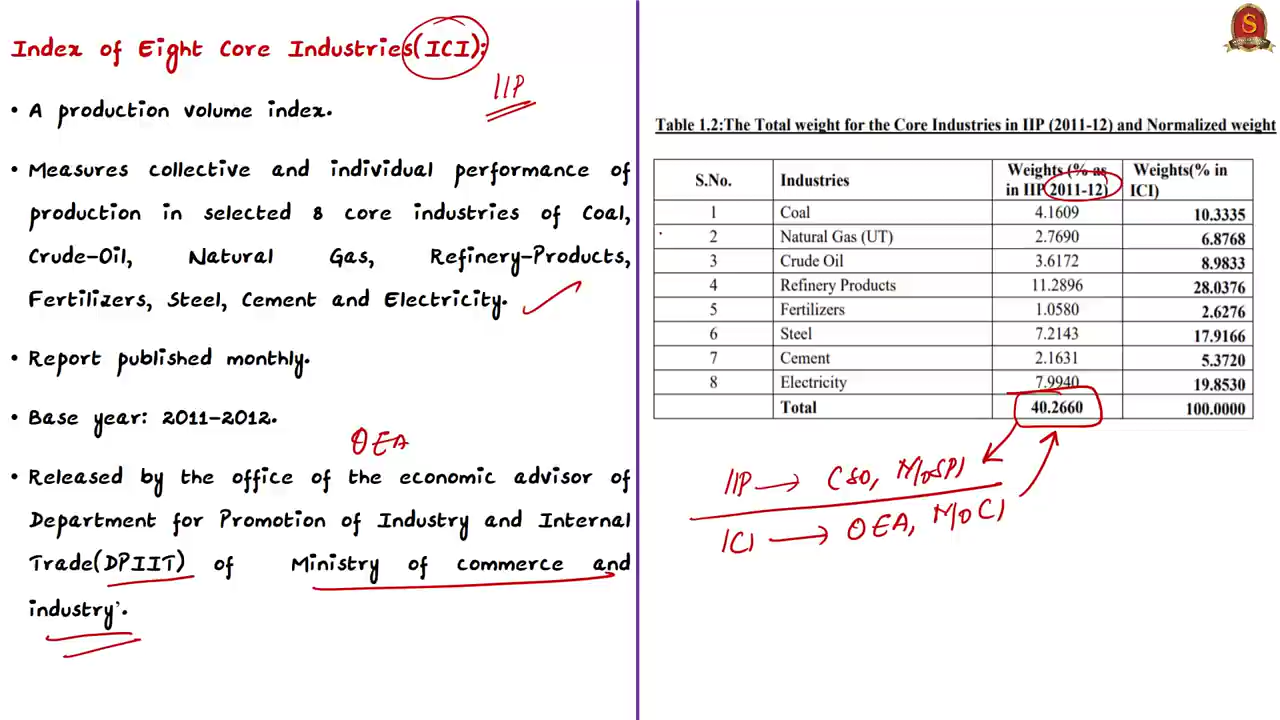 Index of Eight Core Industries(ICI):
IIP
• A production volume index.
• Measures collective and individual performance of
production in selected 8 core industries of Coal,
Crude-Oil, Natural Gas, Refinery-Products,
Fertilizers, Steel, Cement and Electricity.
• Report published monthly.
• Base year: 2011-2012.
OEA
• Released by the office of the economic advisor of
Department for Promotion of Industry and Internal
Trade(DPIIT) of Ministry of commerce and
industry'.
S
Table 1.2:The Total weight for the Core Industries in IIP (2011-12) and Normalized weight
S.No. Industries Weights (% as in IIP 2011-12) Weights(% in ICI)
1 Coal 4.1609 10.3335
2 Natural Gas (UT) 2.7690 6.8768
3 Crude Oil 3.6172 8.9833
4 Refinery Products 11.2896 28.0376
5 Fertilizers 1.0580 2.6276
6 Steel 7.2143 17.9166
7 Cement 2.1631 5.3720
8 Electricity 7.9940 19.8530
Total 40.2660 100.0000
IIP → CSO, M/oSPI
ICI → OEA, M/o CI